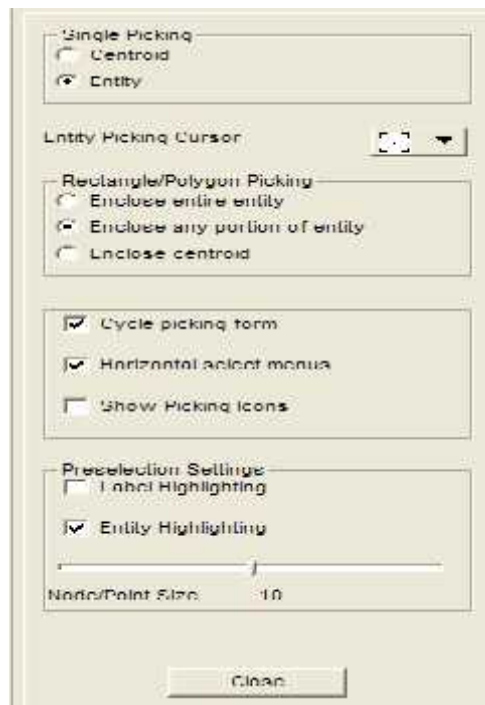 Single Picking
Centroid
Entity
Entity Picking Cursor
Rectangle/Polygon Picking
Enclose entire entity
Enclose any portion of entity
Enclose centroid
Cycle picking form
Horizontal select menus
Show Picking Icons
Preselection Settings
Label Highlighting
Entity Highlighting
Node/Point Size 10
Close